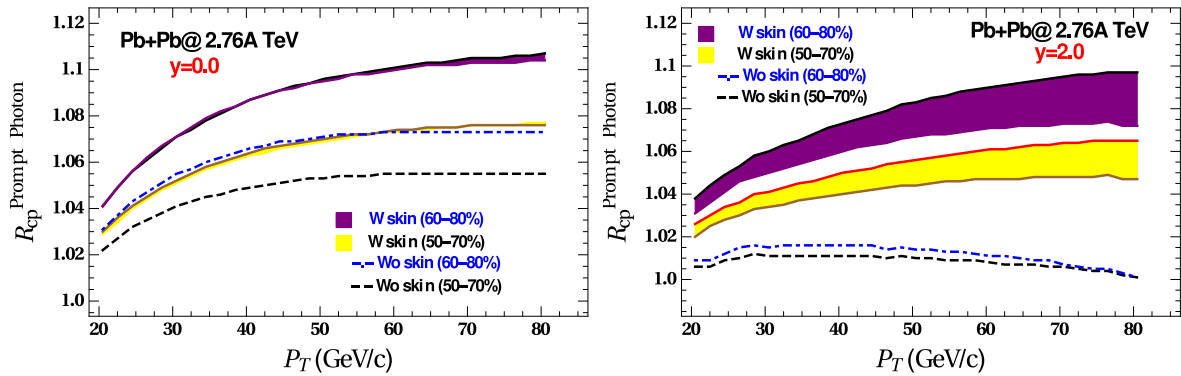 1.12
1.1
1.08
1.06
1.04
1.02
1.0
R_cp^Prompt Photon
Pb+Pb@ 2.76A TeV
y=0.0
W skin (60–80%)
W skin (50–70%)
Wo skin (60–80%)
Wo skin (50–70%)
20 30 40 50 60 70 80
P_T (GeV/c)
1.12
1.1
1.08
1.06
1.04
1.02
1.0
R_cp^Prompt Photon
W skin (60–80%)
W skin (50–70%)
Wo skin (60–80%)
Wo skin (50–70%)
Pb+Pb@ 2.76A TeV
y=2.0
20 30 40 50 60 70 80
P_T (GeV/c)